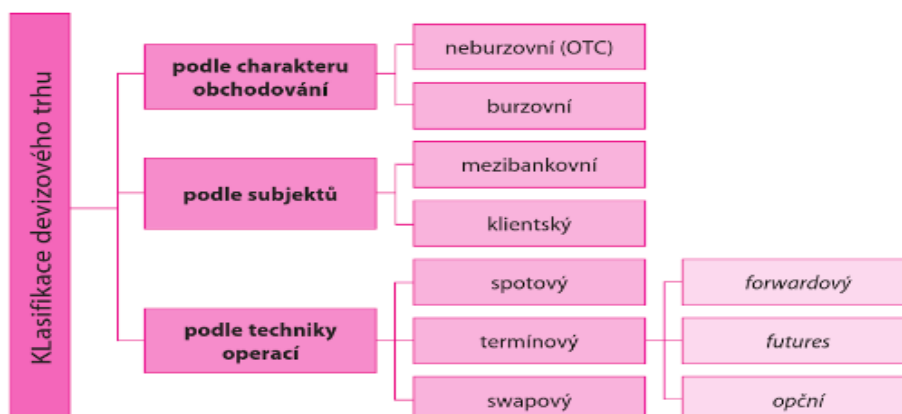 KLasifikace devizového trhu
podle charakteru
obchodování
neburzovní (OTC)
burzovní
podle subjektů
mezibankovní
klientský
podle techniky
operací
spotový
termínový
swapový
forwardový
futures
opční